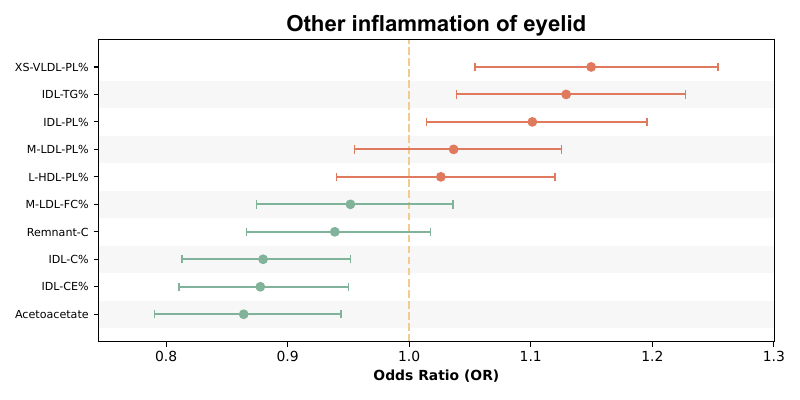 Other inflammation of eyelid
XS-VLDL-PL%
IDL-TG%
IDL-PL%
M-LDL-PL%
L-HDL-PL%
M-LDL-FC%
Remnant-C
IDL-C%
IDL-CE%
Acetoacetate
0.8 0.9 1.0 1.1 1.2 1.3
Odds Ratio (OR)